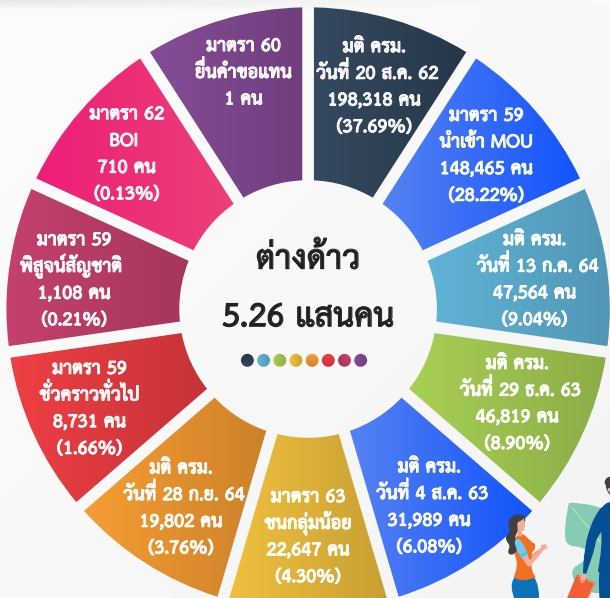 มติ ครม.
วันที่ 20 ส.ค. 62
198,318 คน
(37.69%)
มาตรา 59
นำเข้า MOU
148,465 คน
(28.22%)
มติ ครม.
วันที่ 13 ก.ค. 64
47,564 คน
(9.04%)
มติ ครม.
วันที่ 29 ธ.ค. 63
46,819 คน
(8.90%)
มติ ครม.
วันที่ 4 ส.ค. 63
31,989 คน
(6.08%)
มาตรา 63
ชนกลุ่มน้อย
22,647 คน
(4.30%)
มติ ครม.
วันที่ 28 ก.ย. 64
19,802 คน
(3.76%)
มาตรา 59
ชั่วคราวทั่วไป
8,731 คน
(1.66%)
มาตรา 59
พิสูจน์สัญชาติ
1,108 คน
(0.21%)
มาตรา 62
BOI
710 คน
(0.13%)
มาตรา 60
ยื่นคำขอแทน
1 คน
ต่างด้าว
5.26 แสนคน